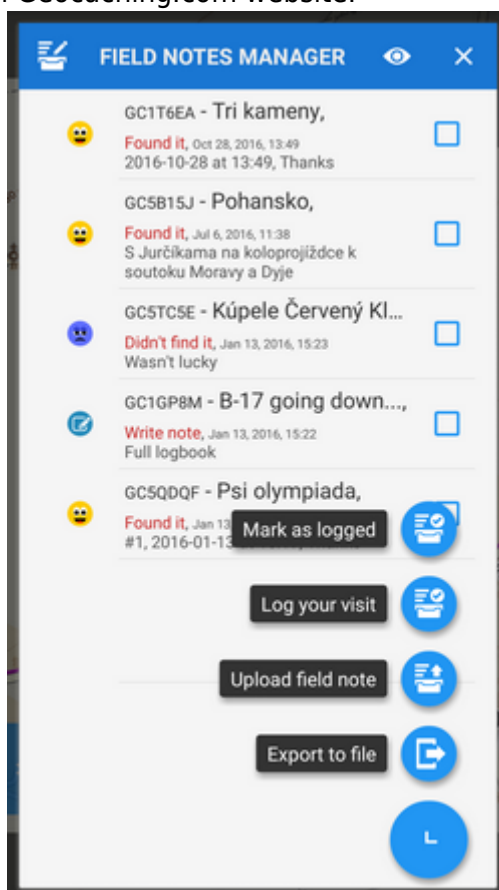 Geocaching.com website.
FIELD NOTES MANAGER
GC1T6EA - Tri kameny,
Found it, Oct 28, 2016, 13:49
2016-10-28 at 13:49, Thanks
GC5B15J - Pohansko,
Found it, Jul 6, 2016, 11:38
S Jurčíkama na koloprojíždce k
soutoku Moravy a Dyje
GC5TC5E - Kúpele Červený Kl...
Didn't find it, Jan 13, 2016, 15:23
Wasn't lucky
GC1GP8M - B-17 going down...,
Write note, Jan 13, 2016, 15:22
Full logbook
GC5QDQF - Psi olympiada,
Found it, Jan 13
#1, 2016-01-13
Mark as logged
Log your visit
Upload field note
Export to file